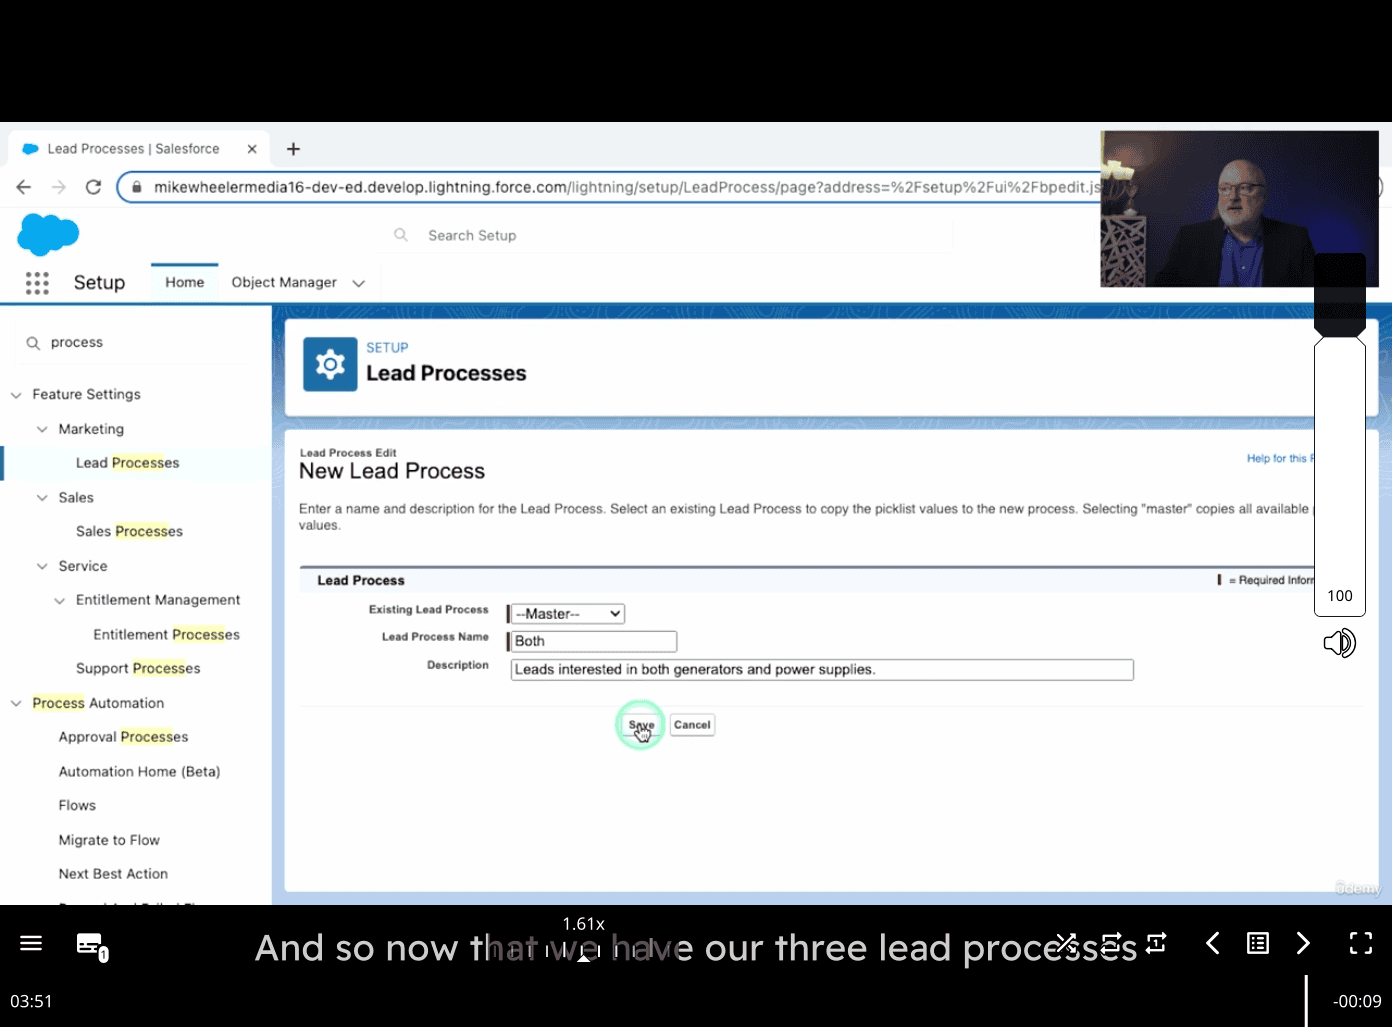 Lead Processes | Salesforce
mikewheelermedia16-dev-ed.develop.lightning.force.com/lightning/setup/LeadProcess/page?address=%2Fsetup%2Fui%2Fbpedit.js
Search Setup
Setup
Home
Object Manager
process
Feature Settings
Marketing
Lead Processes
Sales
Sales Processes
Service
Entitlement Management
Entitlement Processes
Support Processes
Process Automation
Approval Processes
Automation Home (Beta)
Flows
Migrate to Flow
Next Best Action
SETUP
Lead Processes
Lead Process Edit
New Lead Process
Help for this
Enter a name and description for the Lead Process. Select an existing Lead Process to copy the picklist values to the new process. Selecting "master" copies all available
values.
Lead Process
= Required Infor
Existing Lead Process --Master--
Lead Process Name Both
Description Leads interested in both generators and power supplies.
Save Cancel
100
ûdemy
1.61x
1
And so now that we have our three lead processes
1
03:51
-00:09